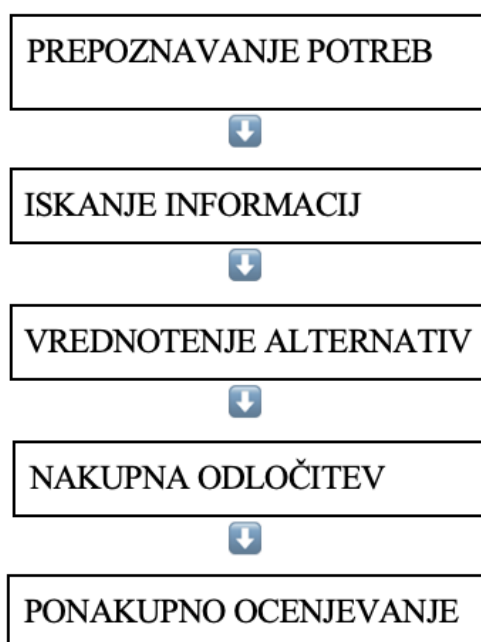 PREPOZNAVANJE POTREB
ISKANJE INFORMACIJ
VREDNOTENJE ALTERNATIV
NAKUPNA ODLOČITEV
PONAKUPNO OCENJEVANJE